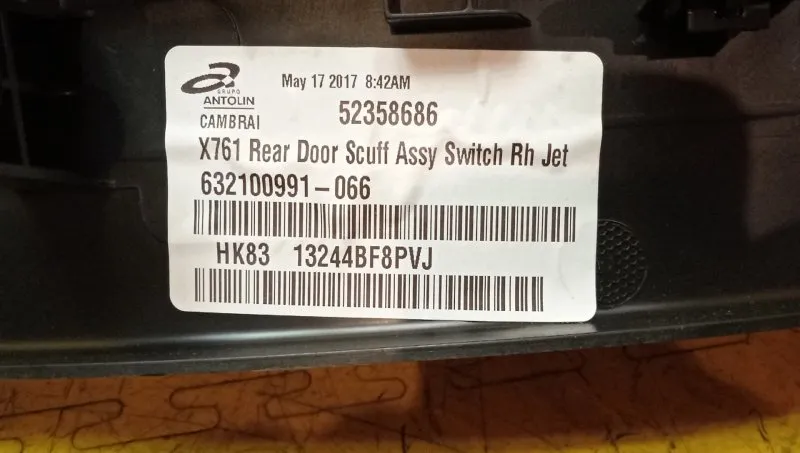 May 17 2017 8:42AM
GRUPO
ANTOLIN
CAMBRAI
52358686
X761 Rear Door Scuff Assy Switch Rh Jet
632100991-066
HK83 13244BF8PVJ